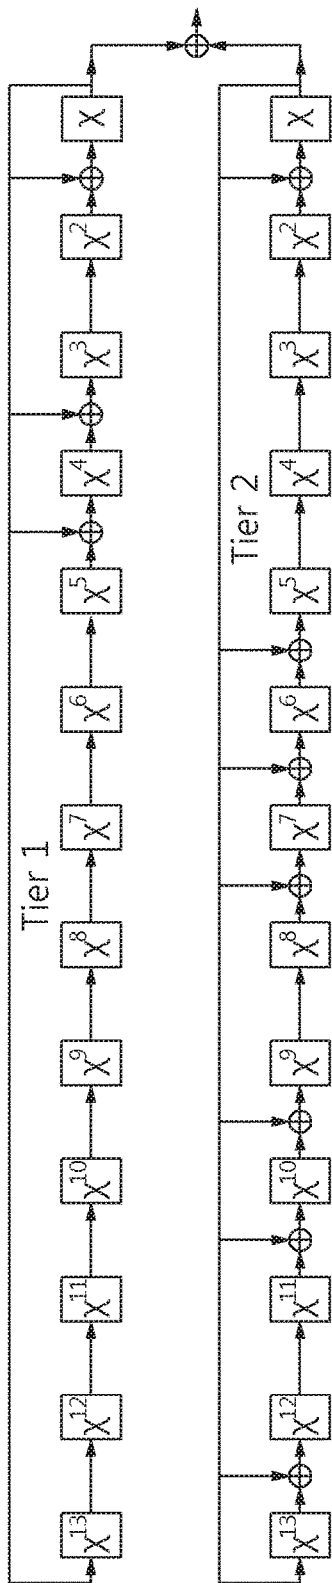 X
X²
X³
X⁴
X⁵
X⁶
X⁷
X⁸
X⁹
X¹⁰
X¹¹
X¹²
X¹³
Tier 1
X
X²
X³
X⁴
X⁵
X⁶
X⁷
X⁸
X⁹
X¹⁰
X¹¹
X¹²
X¹³
Tier 2